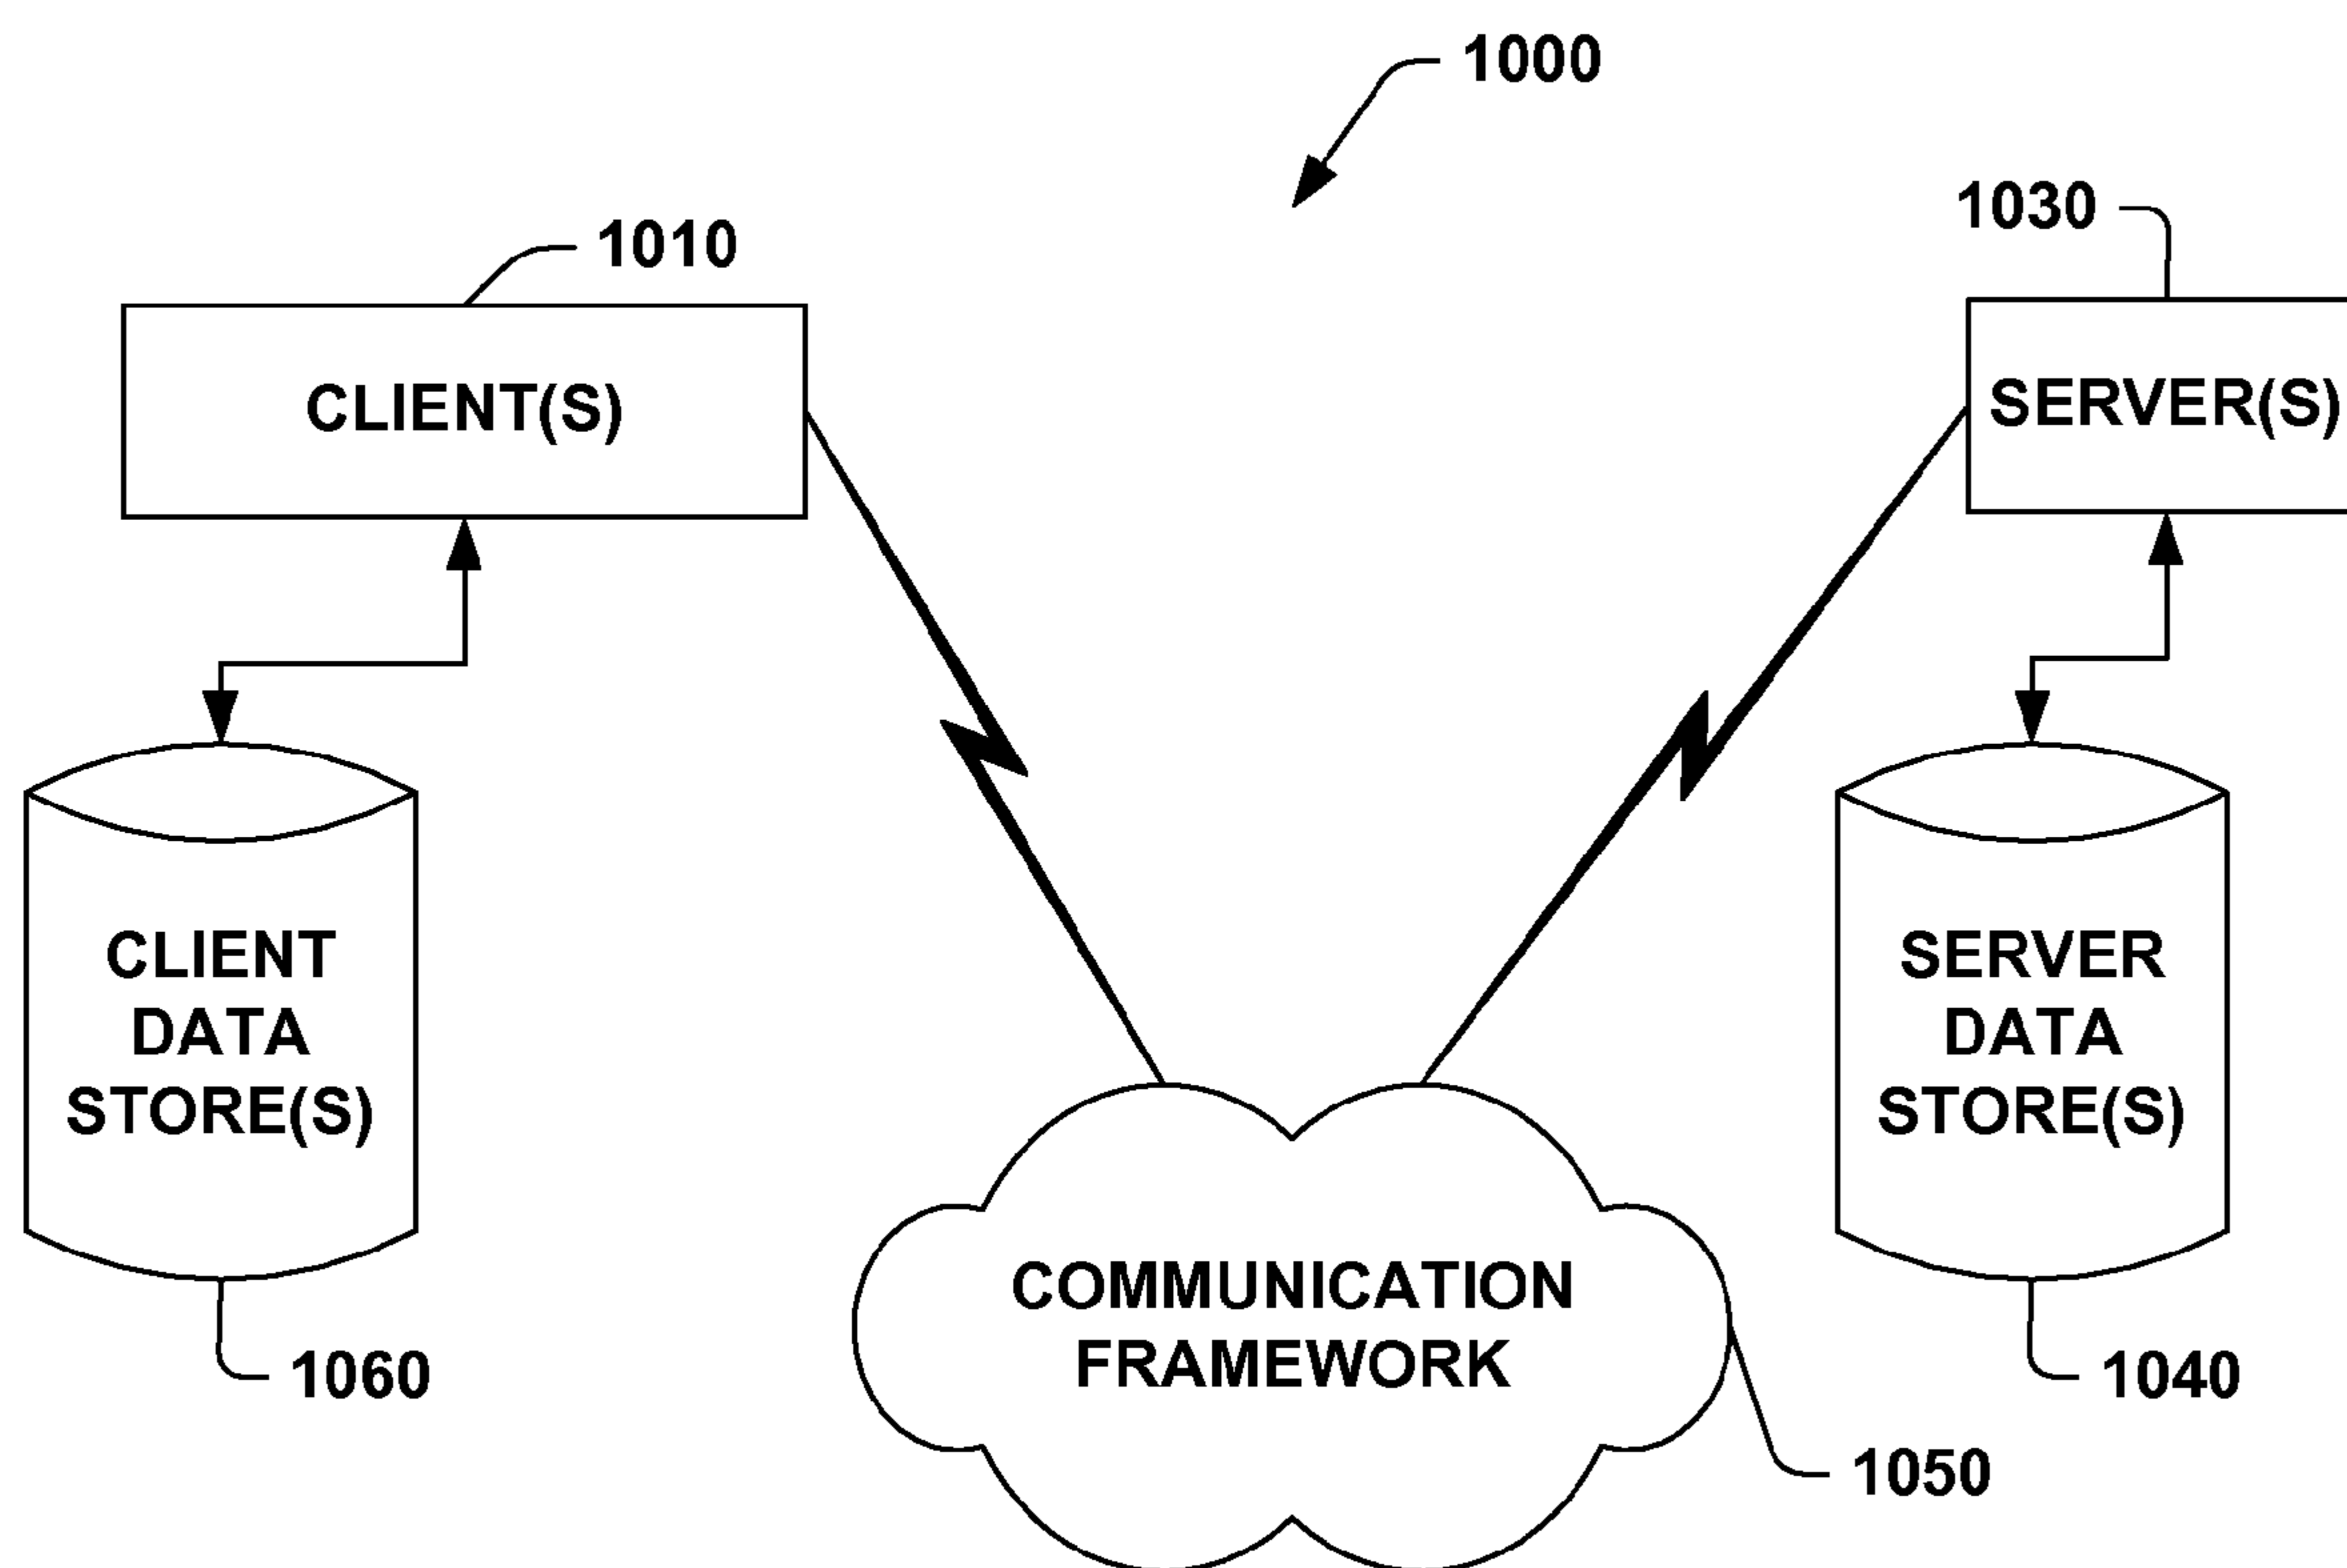 1000
1030
1010
CLIENT(S)
SERVER(S)
CLIENT
DATA
STORE(S)
SERVER
DATA
STORE(S)
COMMUNICATION
FRAMEWORK
1060
1040
1050